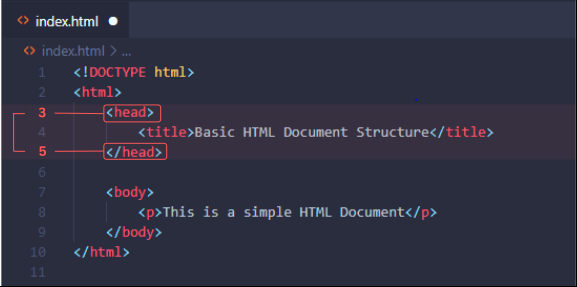 <> index.html ●
<> index.html > ...
1 <!DOCTYPE html>
2 <html>
3 <head>
4 <title>Basic HTML Document Structure</title>
5 </head>
6
7 <body>
8 <p>This is a simple HTML Document</p>
9 </body>
10 </html>
11